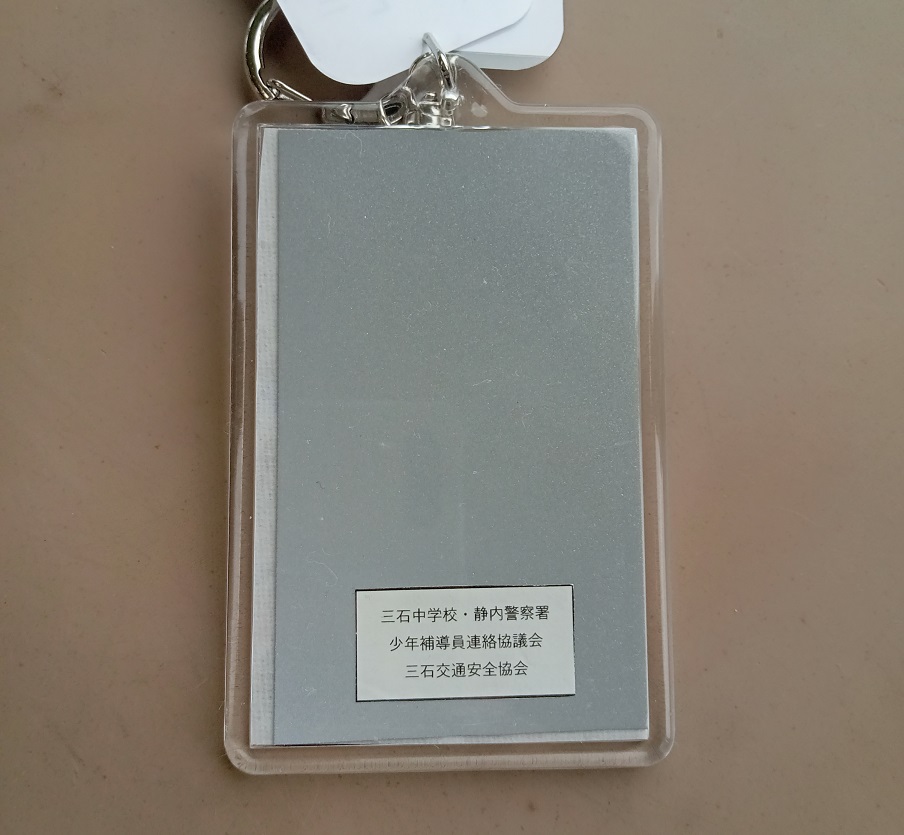 三石中学校・静内警察署
少年補導員連絡協議会
三石交通安全協会